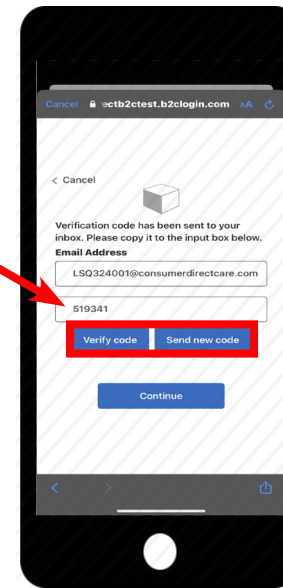 Cancel ectb2ctest.b2clogin.com AA
< Cancel
Verification code has been sent to your
inbox. Please copy it to the input box below.
Email Address
LSQ324001@consumerdirectcare.com
519341
Verify code Send new code
Continue